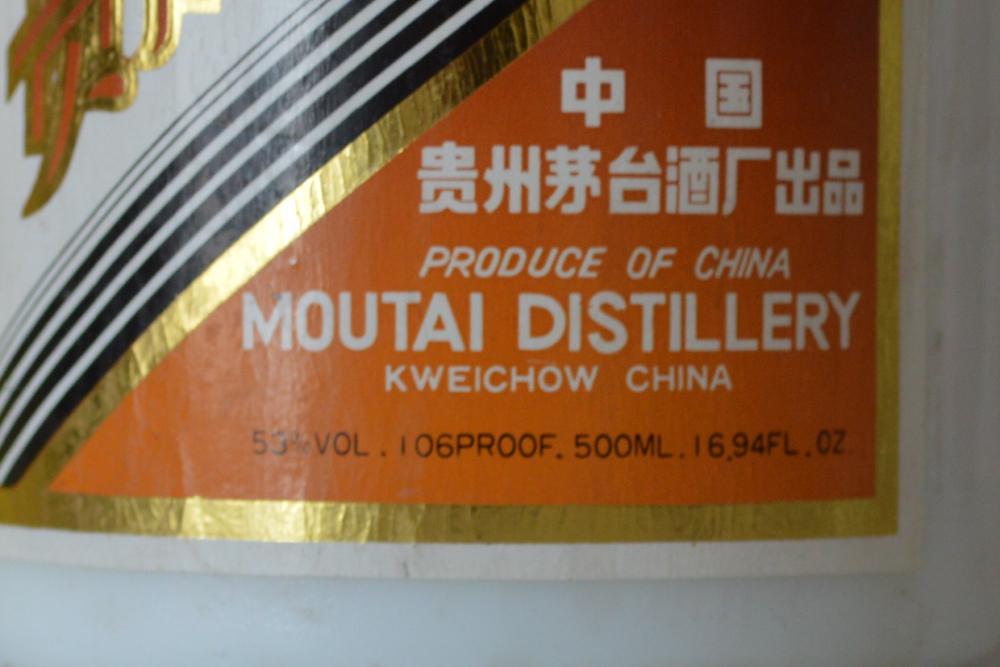 中 国
贵州茅台酒厂出品
PRODUCE OF CHINA
MOUTAI DISTILLERY
KWEICHOW CHINA
53%VOL. 106PROOF. 500ML. 16.94FL.OZ